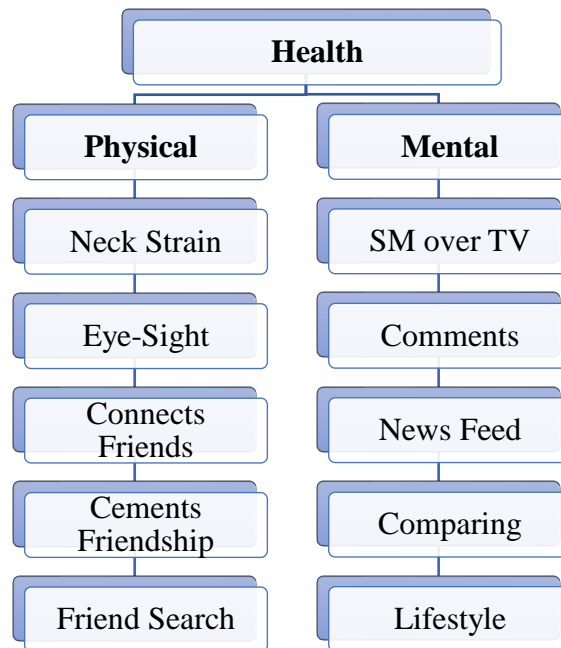 Health
Physical
Mental
Neck Strain
SM over TV
Eye-Sight
Comments
Connects
Friends
News Feed
Cements
Friendship
Comparing
Friend Search
Lifestyle